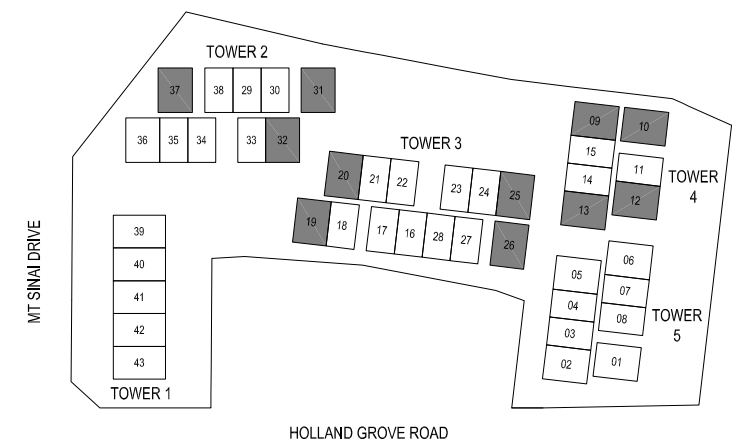 TOWER 2
37 38 29 30 31
36 35 34 33 32
TOWER 3
20 21 22 23 24 25
19 18 17 16 28 27 26
09 10
15
11
14
12
13
TOWER
4
39
40
41
42
43
TOWER 1
06
05
07
04
08
03
02
01
TOWER
5
MT SINAI DRIVE
HOLLAND GROVE ROAD